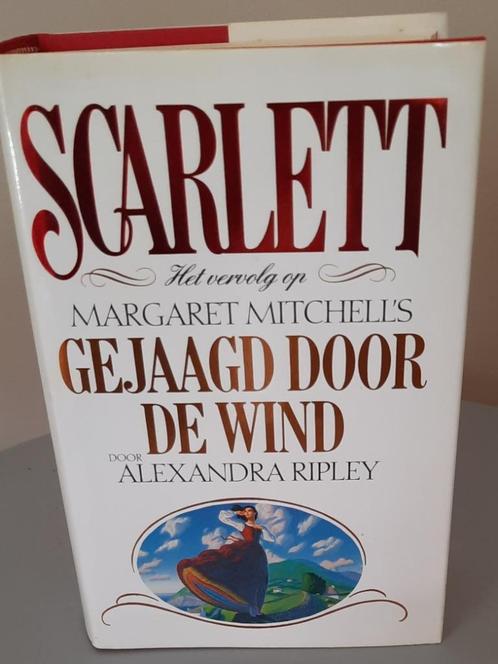 SCARLETT
Het vervolg op
MARGARET MITCHELL'S
GEJAAGD DOOR
DE WIND
DOOR
ALEXANDRA RIPLEY